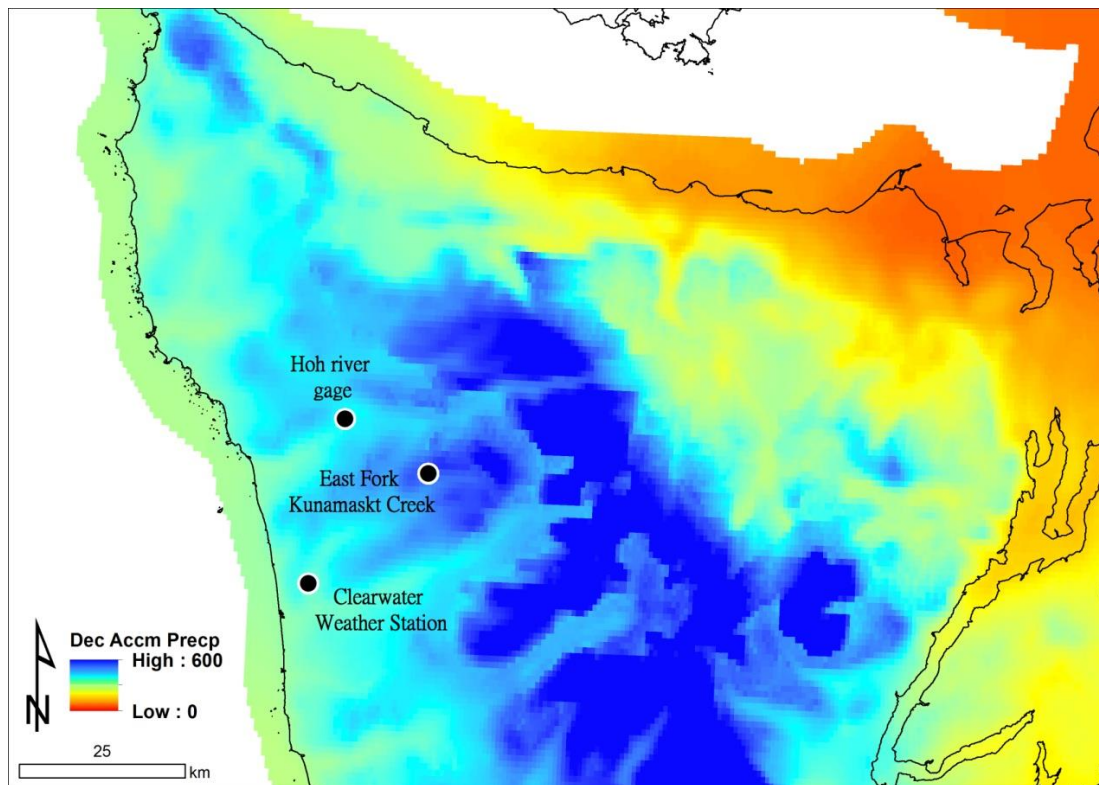 Hoh river
gage
East Fork
Kunamaskt Creek
Clearwater
Weather Station
Dec Accm Precp
High : 600
Low : 0
N
25
km